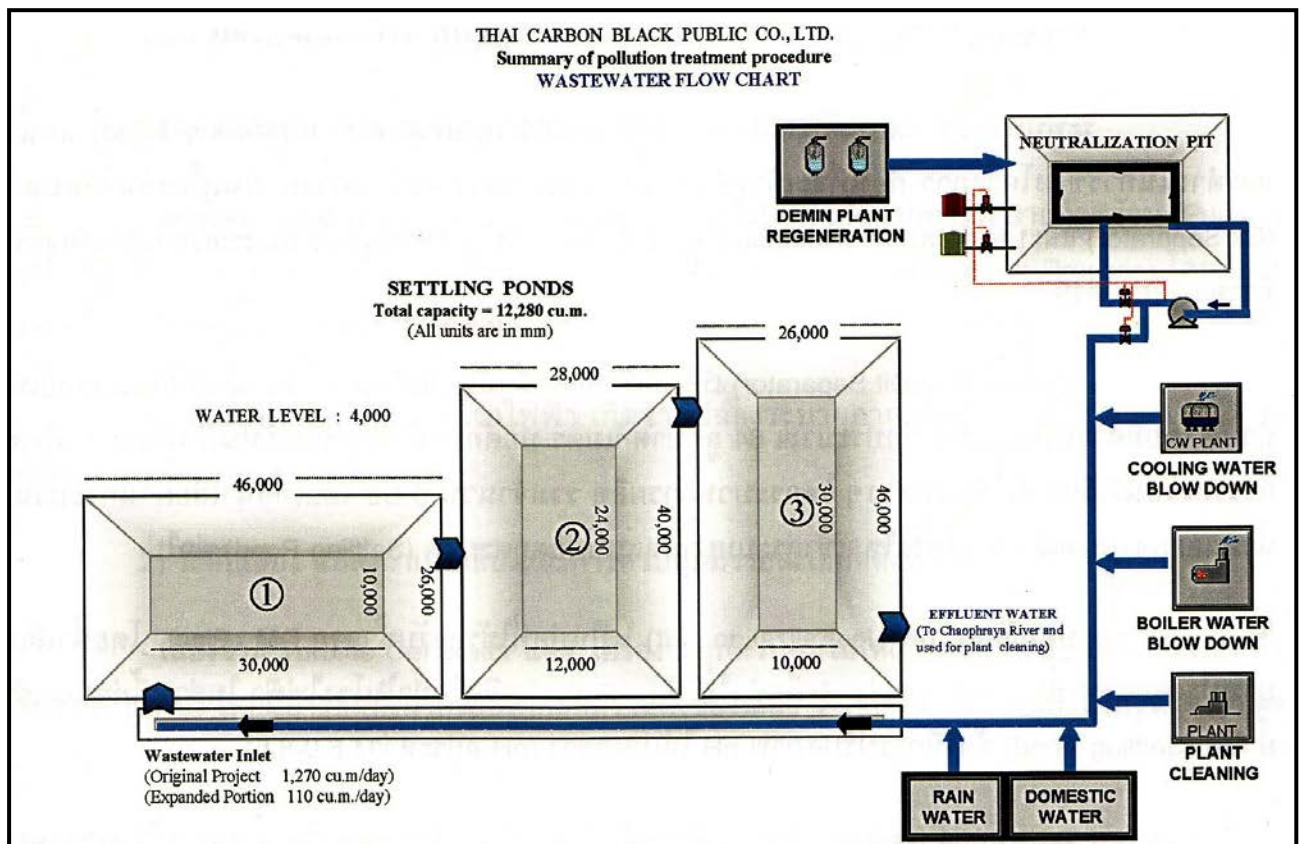 THAI CARBON BLACK PUBLIC CO., LTD.
Summary of pollution treatment procedure
WASTEWATER FLOW CHART
NEUTRALIZATION PIT
DEMIN PLANT
REGENERATION
SETTLING PONDS
Total capacity = 12,280 cu.m.
(All units are in mm)
WATER LEVEL : 4,000
46,000
28,000
26,000
①
10,000
26,000
30,000
②
24,000
40,000
12,000
③
30,000
46,000
10,000
CW PLANT
COOLING WATER
BLOW DOWN
BOILER WATER
BLOW DOWN
EFFLUENT WATER
(To Chaophraya River and
used for plant cleaning)
PLANT
PLANT
CLEANING
Wastewater Inlet
(Original Project 1,270 cu.m/day)
(Expanded Portion 110 cu.m./day)
RAIN
WATER
DOMESTIC
WATER